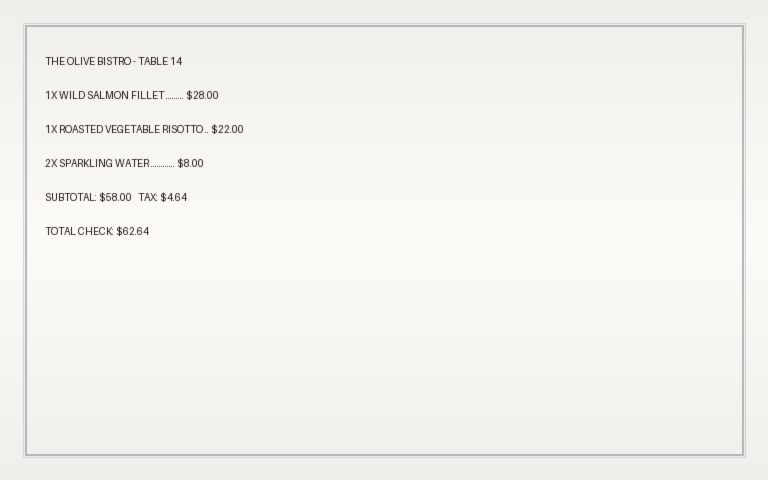 THE OLIVE BISTRO - TABLE 14
1X WILD SALMON FILLET......... $28.00
1X ROASTED VEGETABLE RISOTTO.. $22.00
2X SPARKLING WATER............ $8.00
SUBTOTAL: $58.00   TAX: $4.64
TOTAL CHECK: $62.64